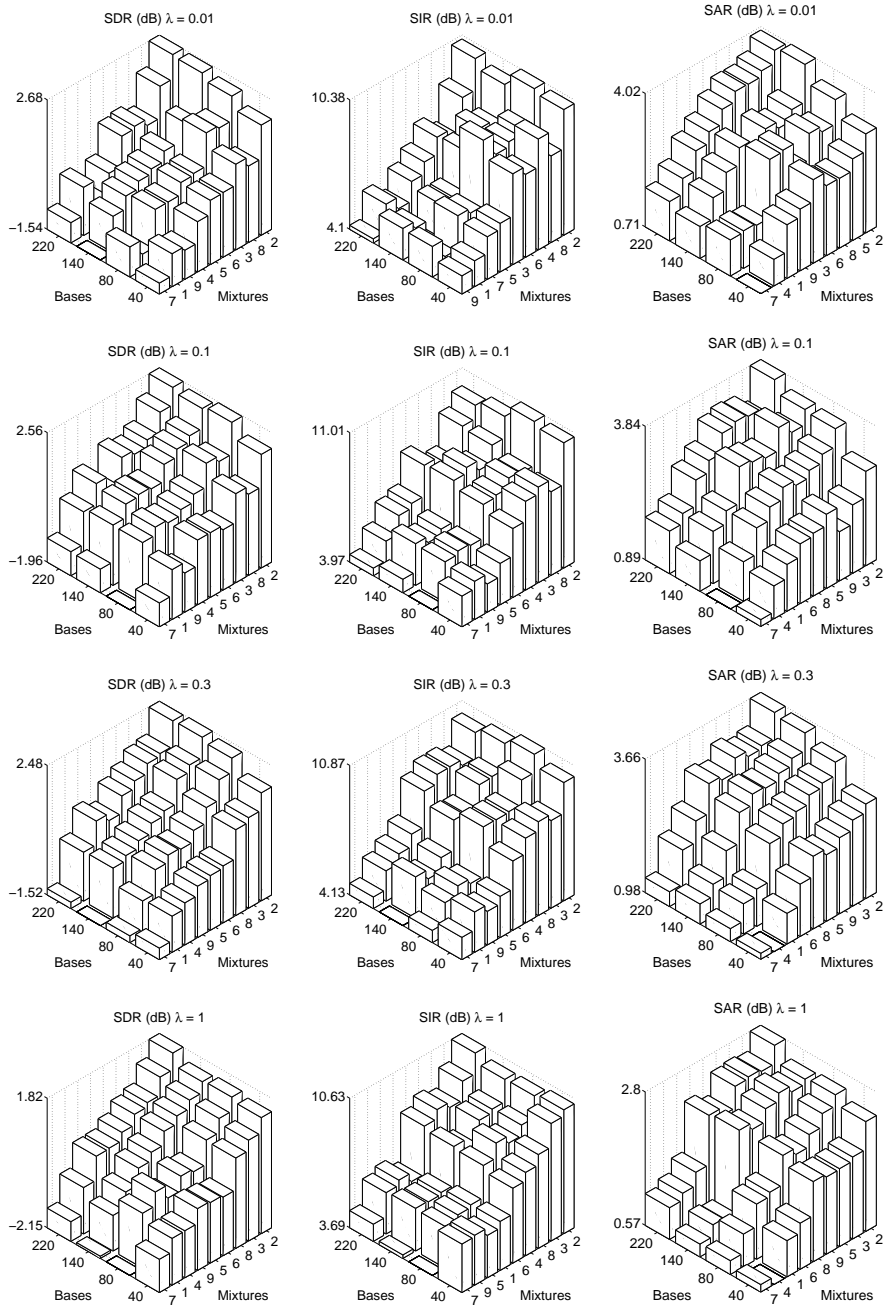 SDR (dB) λ = 0.01
2.68
−1.54
220
140
80
40
Bases
7 1 9 4 5 6 3 8 2
Mixtures
SIR (dB) λ = 0.01
10.38
4.1
220
140
80
40
Bases
9 1 7 5 3 4 6 8 2
Mixtures
SAR (dB) λ = 0.01
4.02
0.71
220
140
80
40
Bases
7 4 1 9 3 6 8 5 2
Mixtures
SDR (dB) λ = 0.1
2.56
−1.96
220
140
80
40
Bases
7 1 9 4 5 6 3 8 2
Mixtures
SIR (dB) λ = 0.1
11.01
3.97
220
140
80
40
Bases
7 1 9 5 4 6 3 8 2
Mixtures
SAR (dB) λ = 0.1
3.84
0.89
220
140
80
40
Bases
7 4 1 6 9 3 8 5 2
Mixtures
SDR (dB) λ = 0.3
2.48
−1.52
220
140
80
40
Bases
7 1 4 9 5 6 8 3 2
Mixtures
SIR (dB) λ = 0.3
10.87
4.13
220
140
80
40
Bases
7 1 9 5 4 6 8 3 2
Mixtures
SAR (dB) λ = 0.3
3.66
0.98
220
140
80
40
Bases
7 4 1 6 9 3 8 5 2
Mixtures
SDR (dB) λ = 1
1.82
−2.15
220
140
80
40
Bases
7 1 4 9 5 6 8 3 2
Mixtures
SIR (dB) λ = 1
10.63
3.69
220
140
80
40
Bases
7 9 1 5 4 6 8 3 2
Mixtures
SAR (dB) λ = 1
2.8
0.57
220
140
80
40
Bases
7 4 1 6 9 3 8 5 2
Mixtures